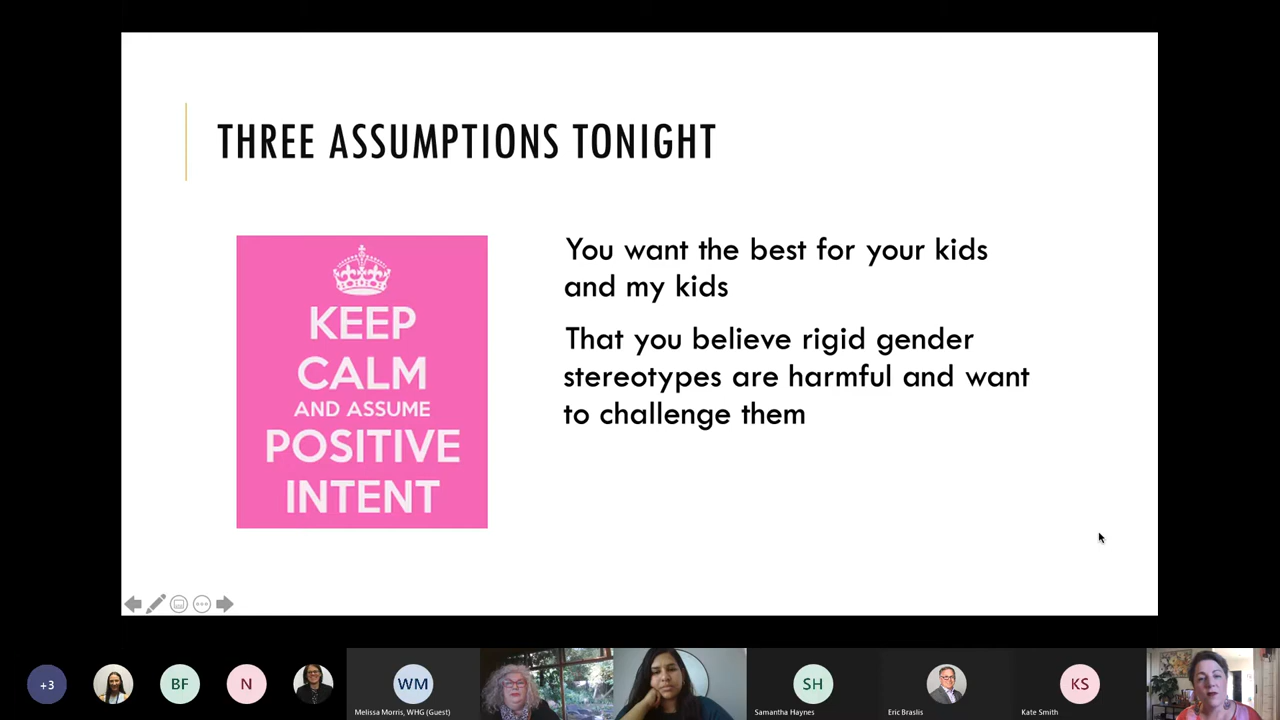 THREE ASSUMPTIONS TONIGHT
KEEP
CALM
AND ASSUME
POSITIVE
INTENT
You want the best for your kids
and my kids
That you believe rigid gender
stereotypes are harmful and want
to challenge them
+3
BF
N
WM
Melissa Morris, WHG (Guest)
SH
Samantha Haynes
Eric Braslis
KS
Kate Smith